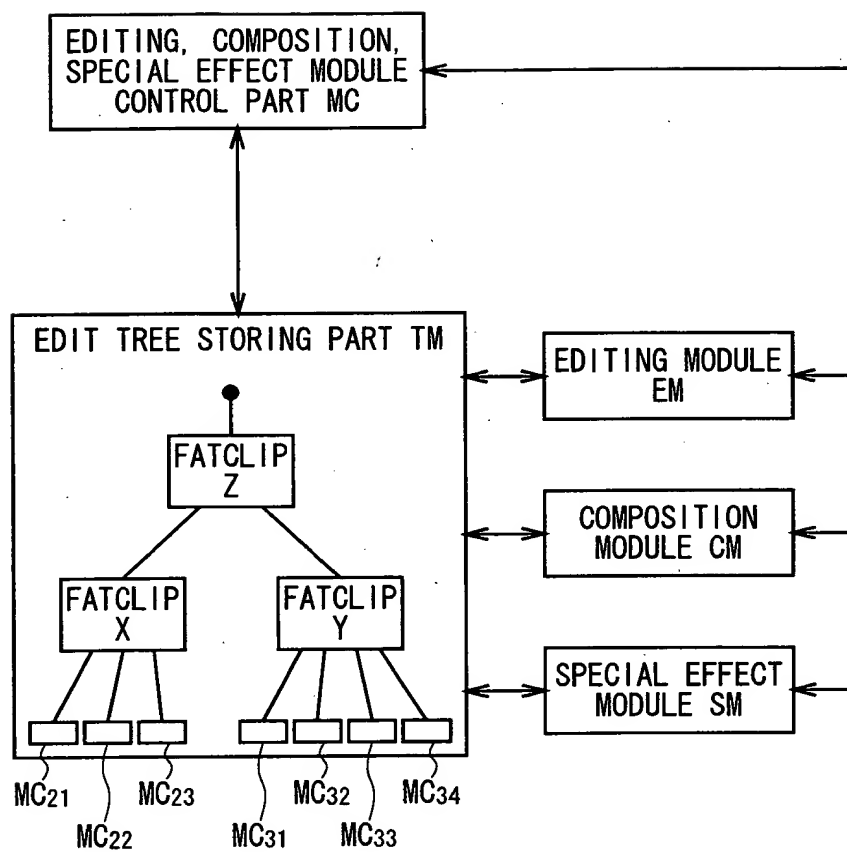 EDITING, COMPOSITION,
SPECIAL EFFECT MODULE
CONTROL PART MC
EDIT TREE STORING PART TM
FATCLIP
Z
FATCLIP
X
FATCLIP
Y
EDITING MODULE
EM
COMPOSITION
MODULE CM
SPECIAL EFFECT
MODULE SM
MC21
MC22
MC23
MC31
MC32
MC33
MC34